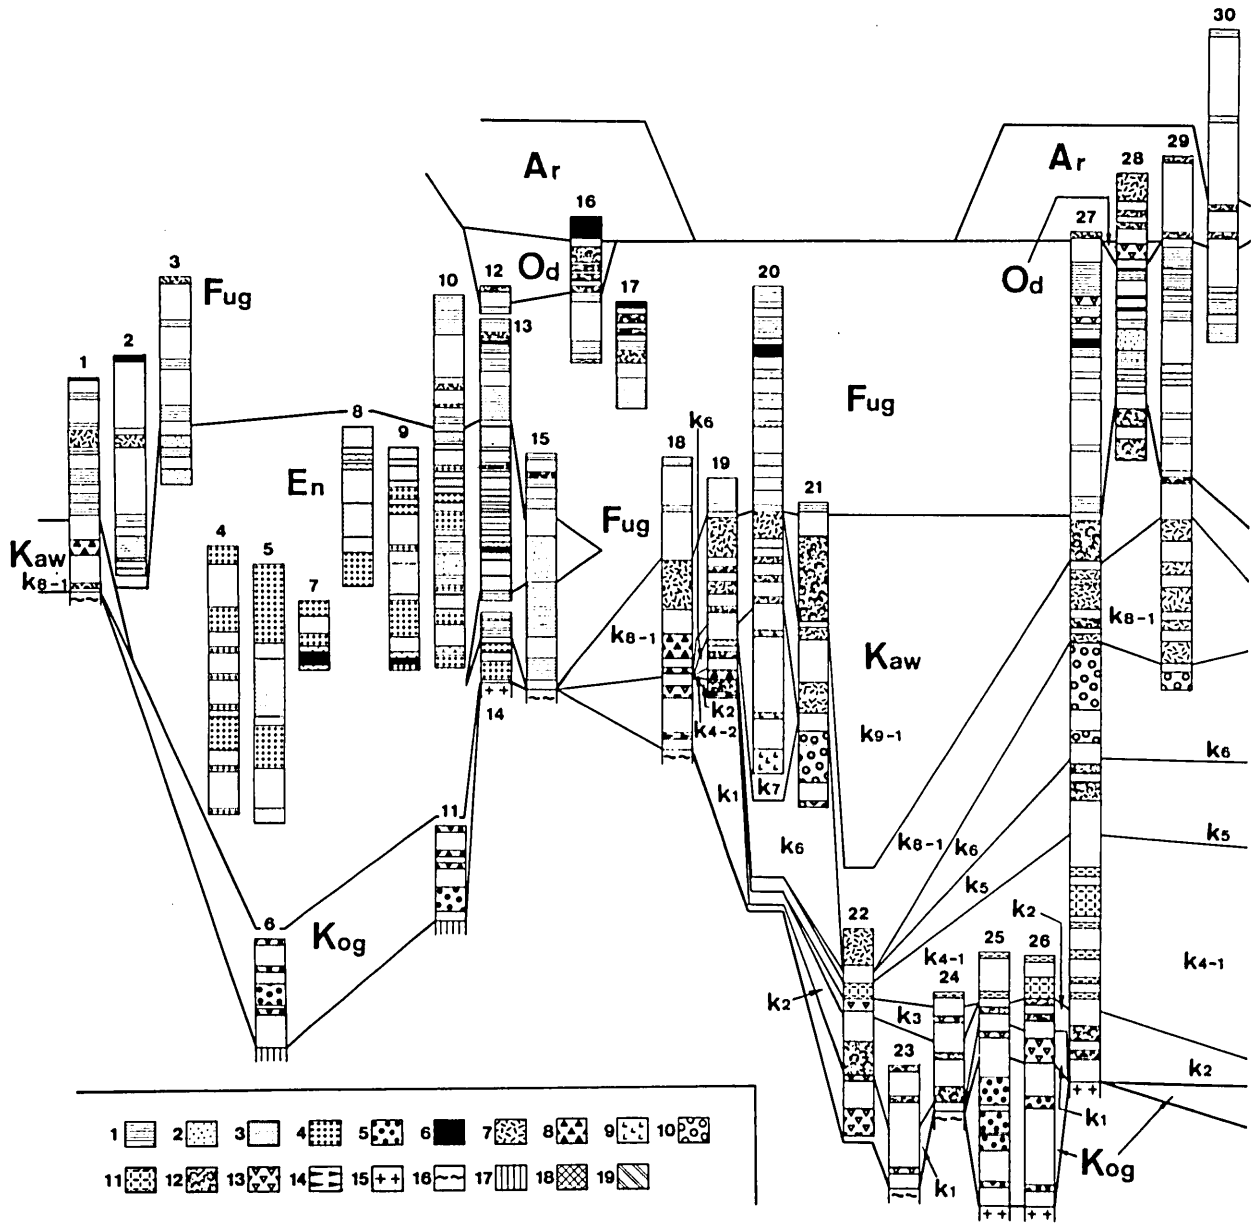 30
Ar
Ar
29
28
16
27
3
Fug
Od
12
20
Od
10
17
13
2
1
Fug
8
k6
9
15
18
19
En
21
Fug
4
5
Kaw
k8-1
7
k8-1
k8-1
Kaw
k2
14
k4-2
k9-1
k6
k1
k7
11
k5
k8-1
k6
k6
k5
6
22
k2
Kog
25
26
k4-1
k4-1
24
k2
k3
23
k2
k1
k1
Kog
1 2 3 4 5 6 7 8 9 10
11 12 13 14 15 16 17 18 19